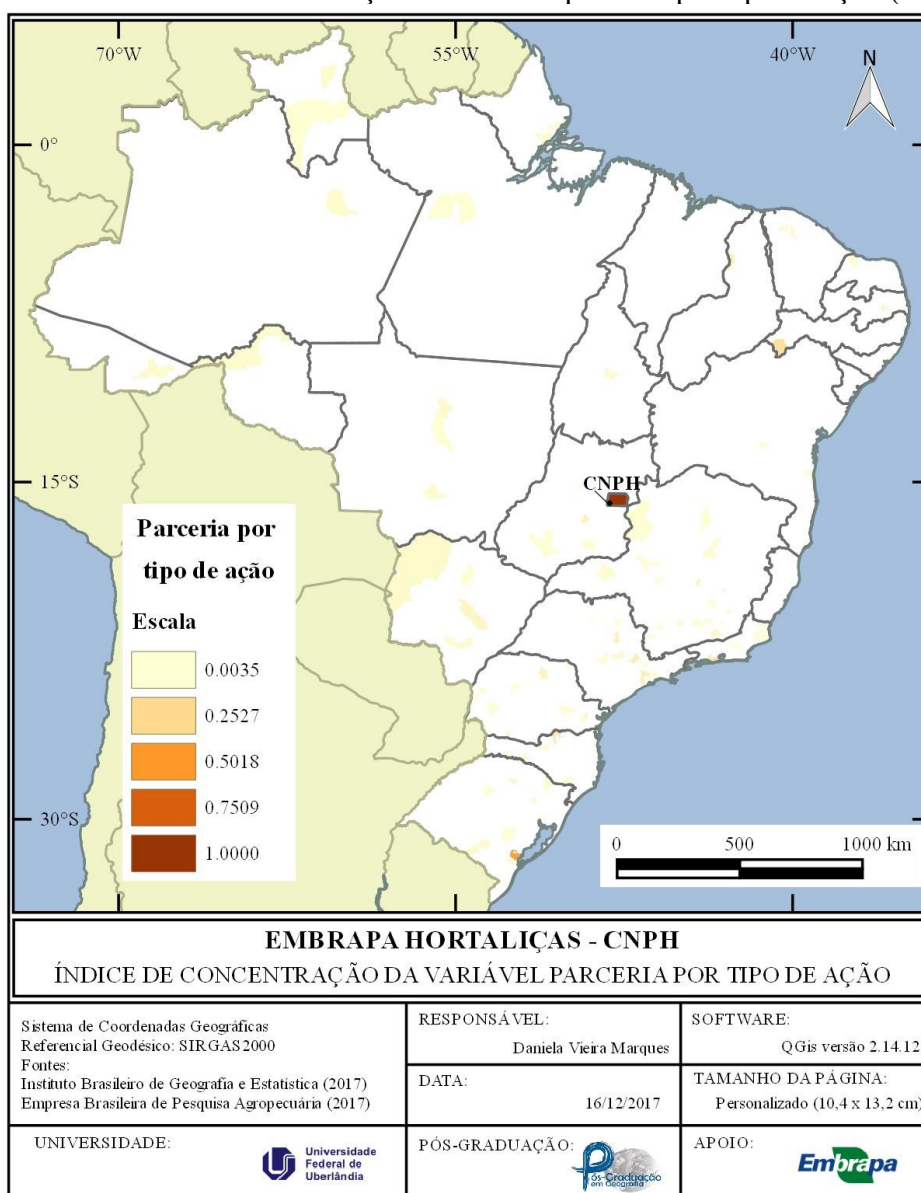 70°W
55°W
40°W
N
0°
15°S
30°S
CNPH
Parceria por
tipo de ação
Escala
0.0035
0.2527
0.5018
0.7509
1.0000
0
500
1000 km
EMBRAPA HORTALIÇAS - CNPH
ÍNDICE DE CONCENTRAÇÃO DA VARIÁVEL PARCERIA POR TIPO DE AÇÃO
Sistema de Coordenadas Geográficas
Referencial Geodésico: SIRGAS2000
Fontes:
Instituto Brasileiro de Geografia e Estatística (2017)
Empresa Brasileira de Pesquisa Agropecuária (2017)
RESPONSÁVEL:
Daniela Vieira Marques
SOFTWARE:
QGis versão 2.14.12
DATA:
16/12/2017
TAMANHO DA PÁGINA:
Personalizado (10,4 x 13,2 cm)
UNIVERSIDADE:
Universidade
Federal de
Uberlândia
PÓS-GRADUAÇÃO:
Pós-Graduação
em Geografia
APOIO:
Embrapa